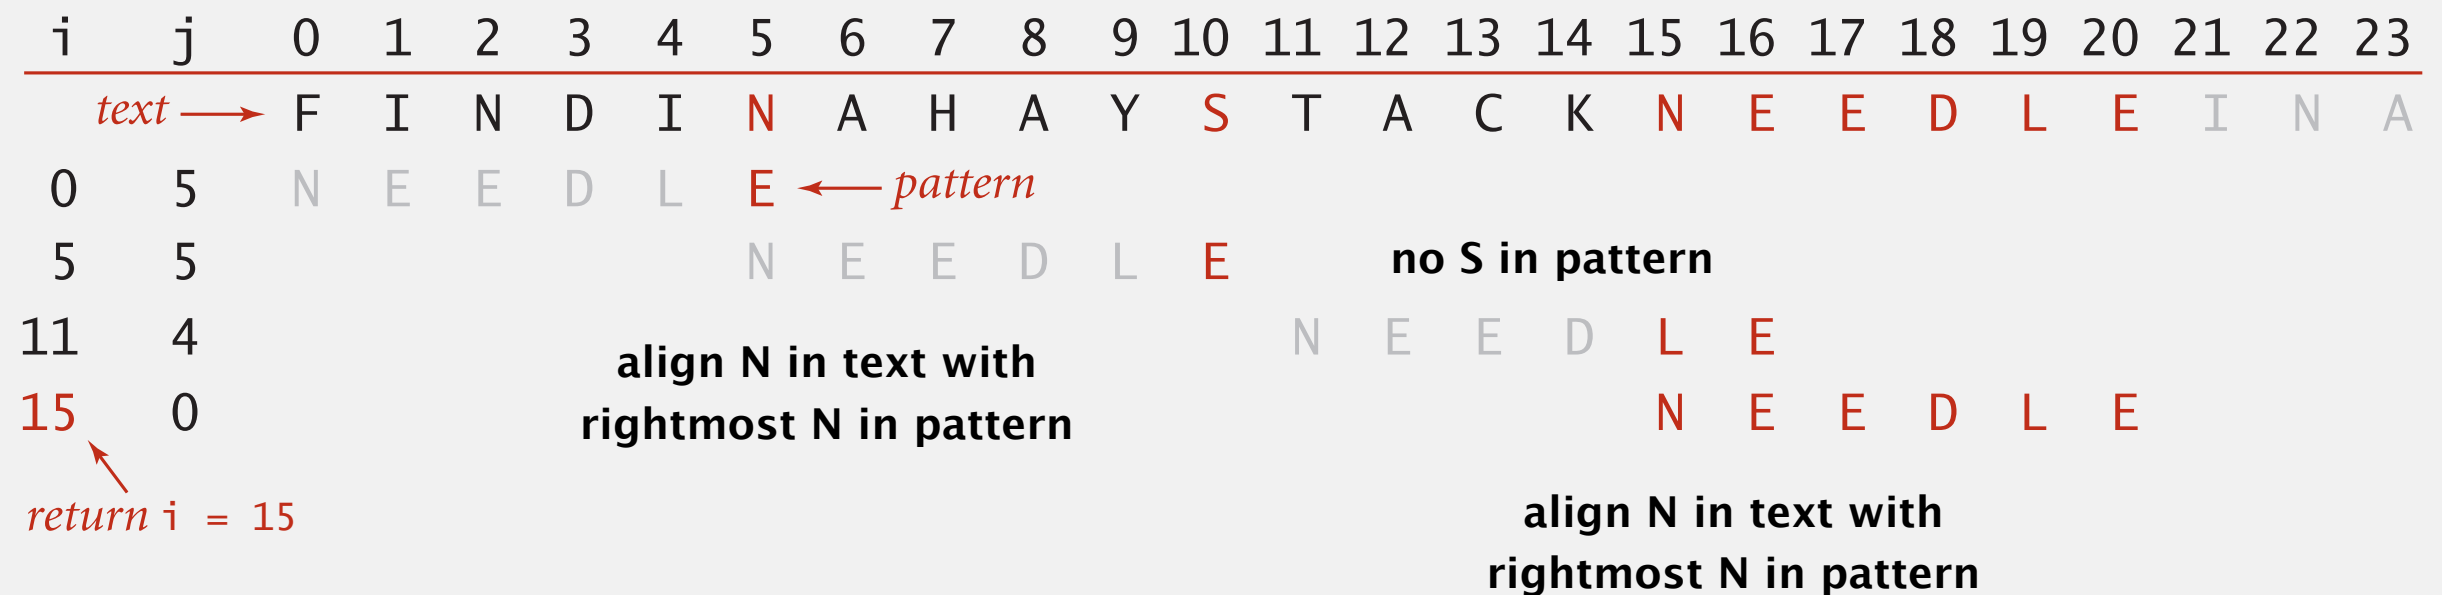 i j 0 1 2 3 4 5 6 7 8 9 10 11 12 13 14 15 16 17 18 19 20 21 22 23
text F I N D I N A H A Y S T A C K N E E D L E I N A
0 5 N E E D L E pattern
5 5 N E E D L E no S in pattern
11 4 N E E D L E
align N in text with
rightmost N in pattern
15 0 N E E D L E
return i = 15
align N in text with
rightmost N in pattern